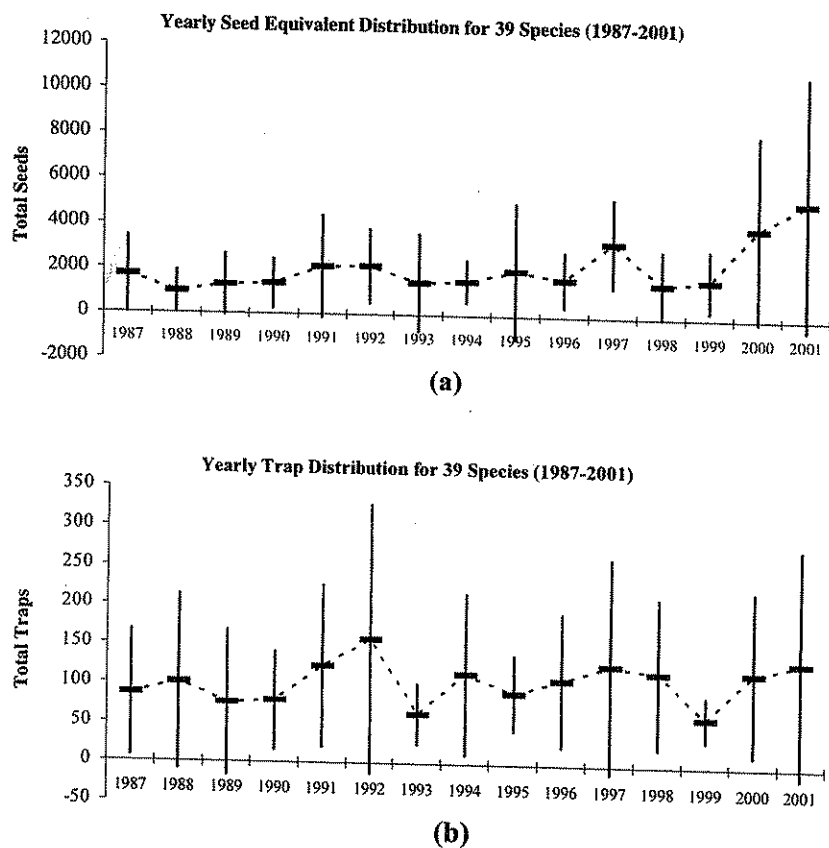 Yearly Seed Equivalent Distribution for 39 Species (1987-2001)
12000
10000
8000
6000
4000
2000
0
-2000
Total Seeds
1987 1988 1989 1990 1991 1992 1993 1994 1995 1996 1997 1998 1999 2000 2001
(a)
Yearly Trap Distribution for 39 Species (1987-2001)
350
300
250
200
150
100
50
0
-50
Total Traps
1987 1988 1989 1990 1991 1992 1993 1994 1995 1996 1997 1998 1999 2000 2001
(b)